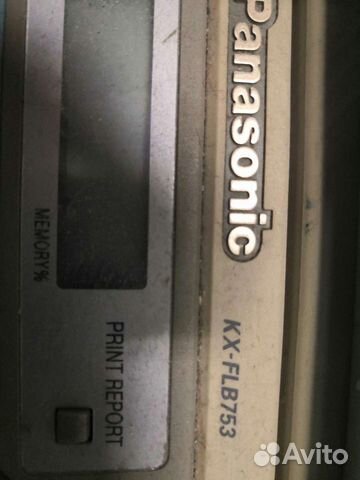 Panasonic
KX-FLB753
MEMORY%
PRINT REPORT
Avito